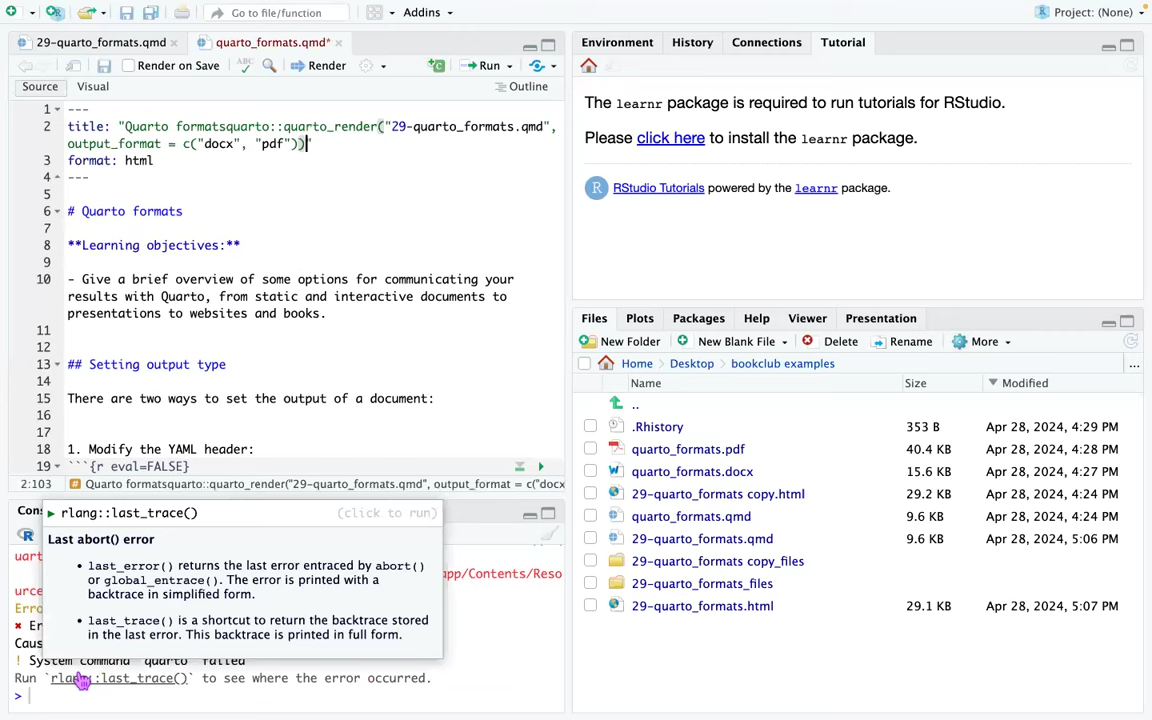 Go to file/function
Addins
Project: (None)
29-quarto_formats.qmd
quarto_formats.qmd*
Render on Save
ABC
Render
Run
Source
Visual
Outline
1 ---
2 title: "Quarto formatsquarto::quarto_render("29-quarto_formats.qmd",
output_format = c("docx", "pdf"))"
3 format: html
4 ---
5
6 # Quarto formats
7
8 **Learning objectives:**
9
10 - Give a brief overview of some options for communicating your
results with Quarto, from static and interactive documents to
presentations to websites and books.
11
12
13 ## Setting output type
14
15 There are two ways to set the output of a document:
16
17
18 1. Modify the YAML header:
19 ```{r eval=FALSE}
2:103
# Quarto formatsquarto::quarto_render("29-quarto_formats.qmd", output_format = c("docx
Cons
rlang::last_trace() (click to run)
Last abort() error
• last_error() returns the last error entraced by abort()
or global_entrace(). The error is printed with a
backtrace in simplified form.
• last_trace() is a shortcut to return the backtrace stored
in the last error. This backtrace is printed in full form.
R
uart
app/Contents/Reso
urce
Erro
✖ Er
Caus
! System command 'quarto' failed
Run `rlang::last_trace()` to see where the error occurred.
>
Environment
History
Connections
Tutorial
The learnr package is required to run tutorials for RStudio.
Please click here to install the learnr package.
R RStudio Tutorials powered by the learnr package.
Files
Plots
Packages
Help
Viewer
Presentation
New Folder
New Blank File
Delete
Rename
More
Home > Desktop > bookclub examples
...
Name Size Modified
..
.Rhistory 353 B Apr 28, 2024, 4:29 PM
quarto_formats.pdf 40.4 KB Apr 28, 2024, 4:28 PM
quarto_formats.docx 15.6 KB Apr 28, 2024, 4:27 PM
29-quarto_formats copy.html 29.2 KB Apr 28, 2024, 4:24 PM
quarto_formats.qmd 9.6 KB Apr 28, 2024, 4:24 PM
29-quarto_formats.qmd 9.6 KB Apr 28, 2024, 5:06 PM
29-quarto_formats copy_files
29-quarto_formats_files
29-quarto_formats.html 29.1 KB Apr 28, 2024, 5:07 PM